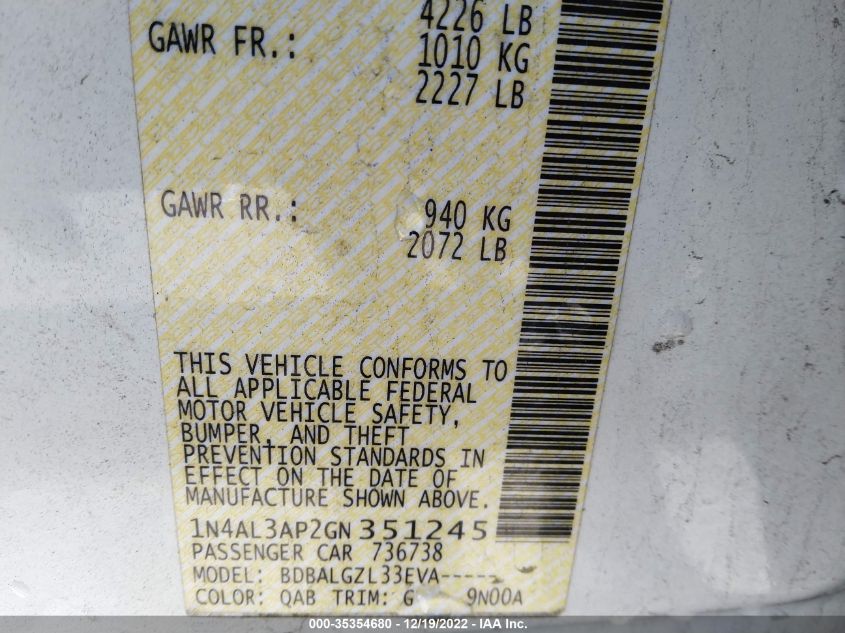 4226 LB
GAWR FR.: 1010 KG
2227 LB
GAWR RR.: 940 KG
2072 LB
THIS VEHICLE CONFORMS TO
ALL APPLICABLE FEDERAL
MOTOR VEHICLE SAFETY,
BUMPER, AND THEFT
PREVENTION STANDARDS IN
EFFECT ON THE DATE OF
MANUFACTURE SHOWN ABOVE.
1N4AL3AP2GN351245
PASSENGER CAR 736738
MODEL: BDBALGZL33EVA-----
COLOR: QAB TRIM: G 9N00A
000-35354680 - 12/19/2022 - IAA Inc.